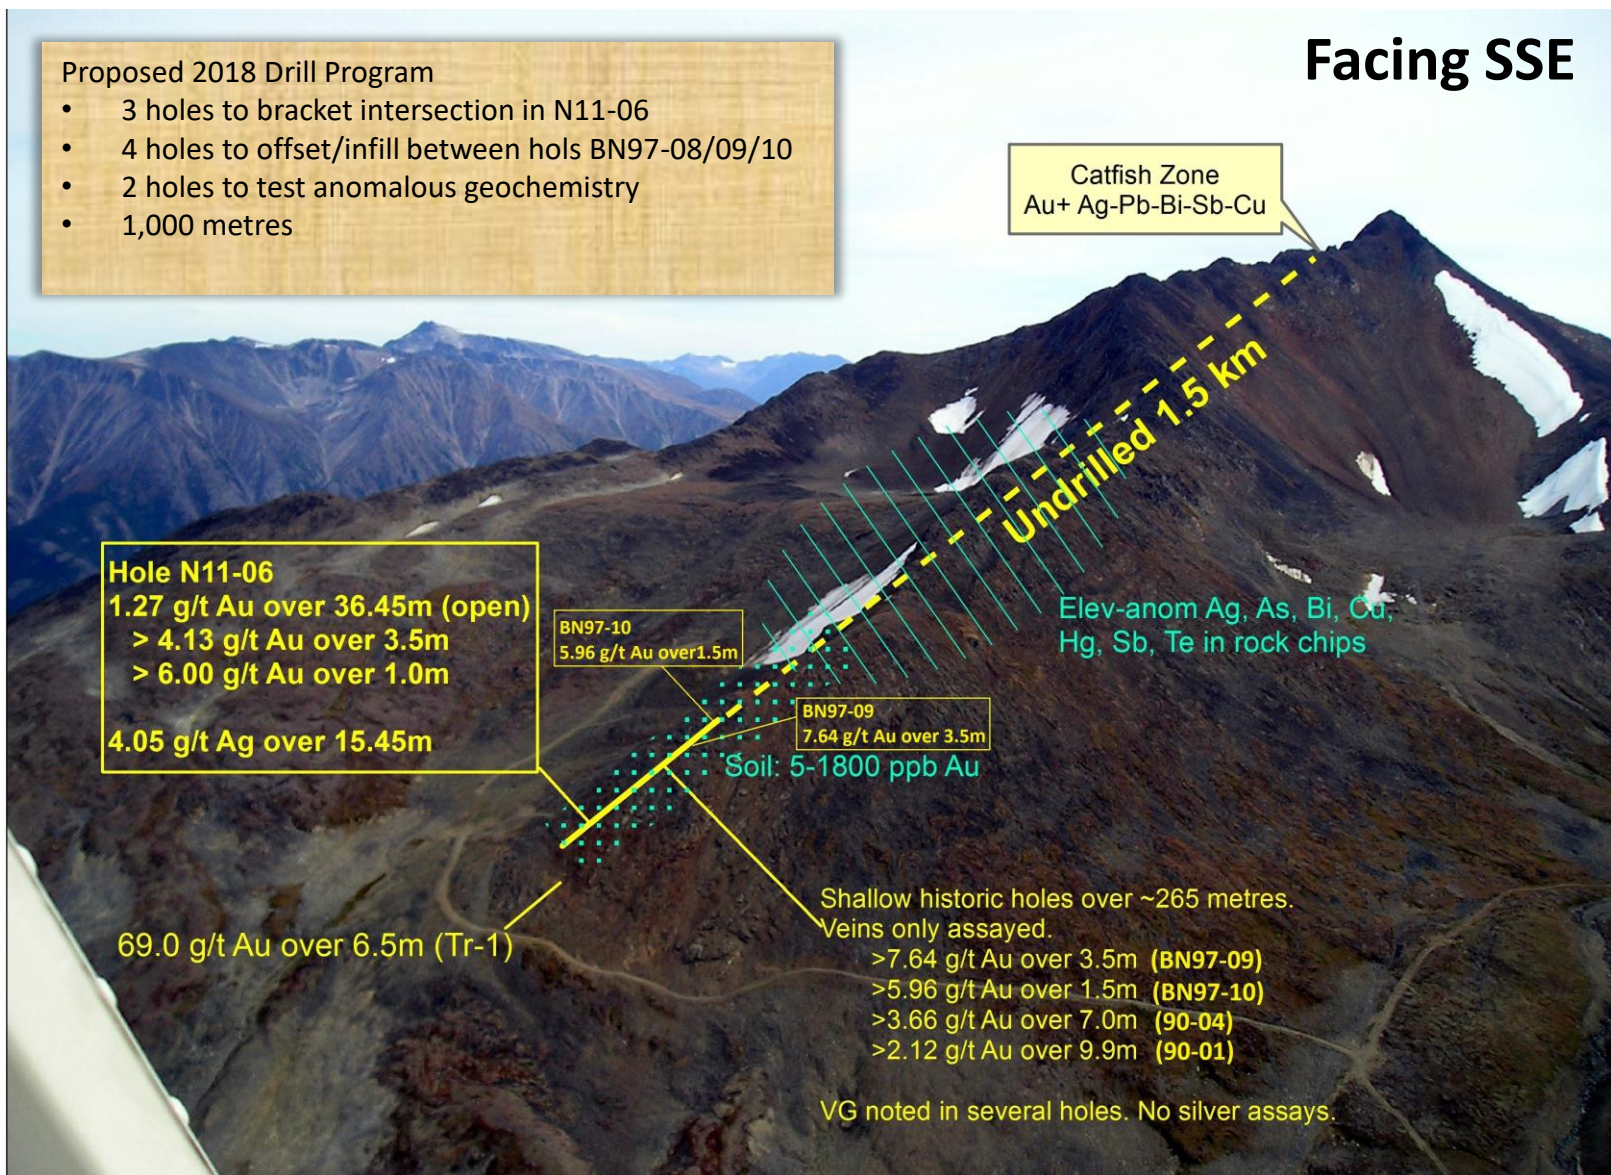 Facing SSE
Proposed 2018 Drill Program
• 3 holes to bracket intersection in N11-06
• 4 holes to offset/infill between hols BN97-08/09/10
• 2 holes to test anomalous geochemistry
• 1,000 metres
Catfish Zone
Au+ Ag-Pb-Bi-Sb-Cu
Undrilled 1.5 km
Hole N11-06
1.27 g/t Au over 36.45m (open)
> 4.13 g/t Au over 3.5m
> 6.00 g/t Au over 1.0m
4.05 g/t Ag over 15.45m
BN97-10
5.96 g/t Au over1.5m
Elev-anom Ag, As, Bi, Cu,
Hg, Sb, Te in rock chips
BN97-09
7.64 g/t Au over 3.5m
Soil: 5-1800 ppb Au
69.0 g/t Au over 6.5m (Tr-1)
Shallow historic holes over ~265 metres.
Veins only assayed.
>7.64 g/t Au over 3.5m (BN97-09)
>5.96 g/t Au over 1.5m (BN97-10)
>3.66 g/t Au over 7.0m (90-04)
>2.12 g/t Au over 9.9m (90-01)
VG noted in several holes. No silver assays.